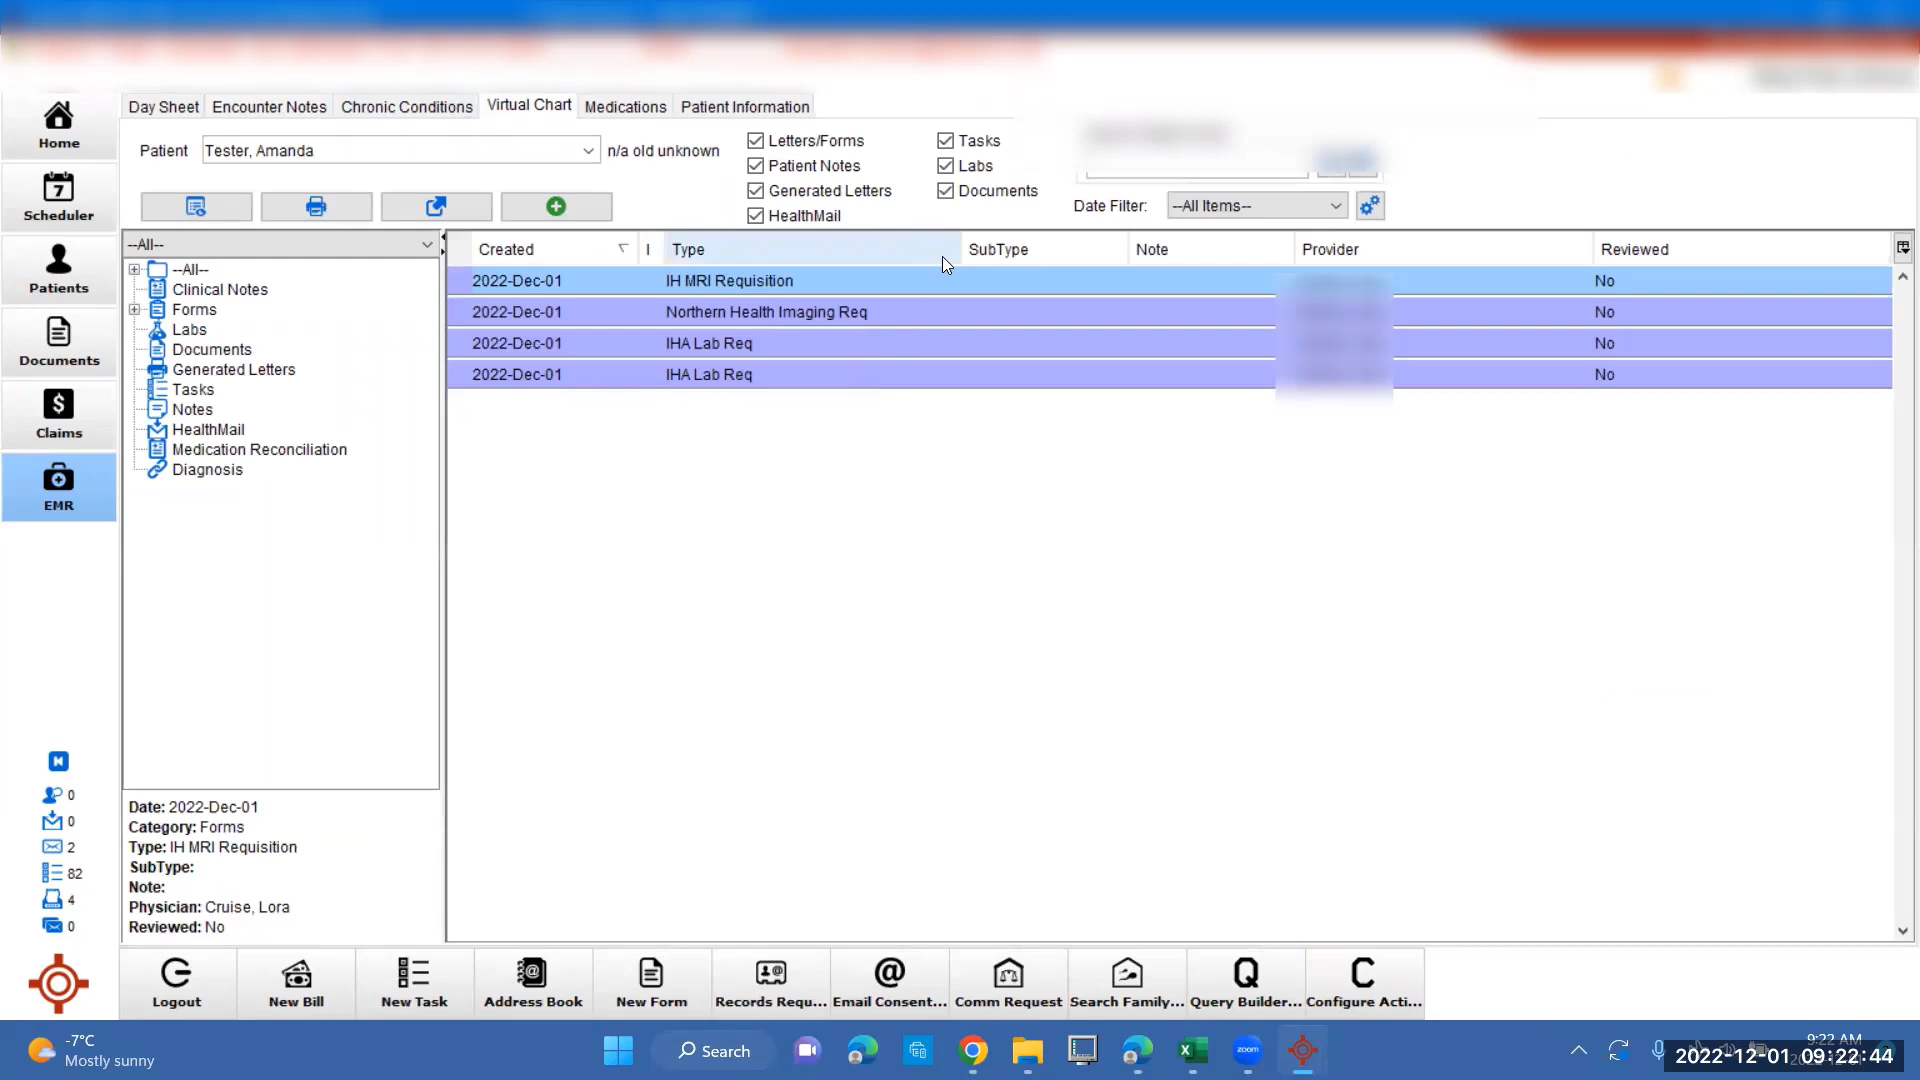 Day Sheet Encounter Notes Chronic Conditions Virtual Chart Medications Patient Information
Home
Scheduler
7
Patients
Documents
Claims
$
EMR
Patient Tester, Amanda n/a old unknown
Letters/Forms Tasks
Patient Notes Labs
Generated Letters Documents
HealthMail
Date Filter: --All Items--
--All--
--All--
Clinical Notes
Forms
Labs
Documents
Generated Letters
Tasks
Notes
HealthMail
Medication Reconciliation
Diagnosis
Created I Type SubType Note Provider Reviewed
2022-Dec-01 IH MRI Requisition No
2022-Dec-01 Northern Health Imaging Req No
2022-Dec-01 IHA Lab Req No
2022-Dec-01 IHA Lab Req No
0
0
2
82
4
0
Date: 2022-Dec-01
Category: Forms
Type: IH MRI Requisition
SubType:
Note:
Physician: Cruise, Lora
Reviewed: No
Logout New Bill New Task Address Book New Form Records Requ... Email Consent... Comm Request Search Family... Query Builder... Configure Acti...
-7°C
Mostly sunny
Search
zoom
9:22 AM
2022-12-01 09:22:44